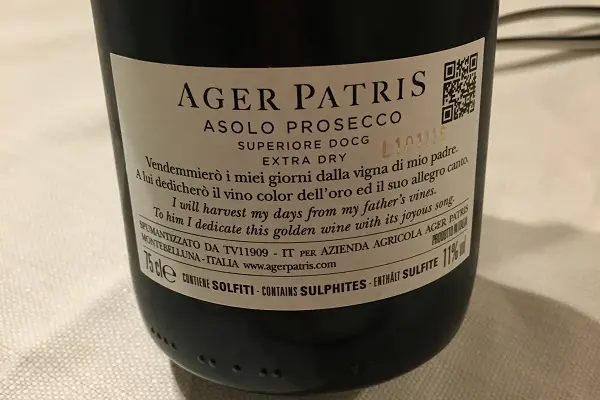 AGER PATRIS
ASOLO PROSECCO
SUPERIORE DOCG
EXTRA DRY
Vendemmierò i miei giorni dalla vigna di mio padre.
A lui dedicherò il vino color dell'oro ed il suo allegro canto.
I will harvest my days from my father's vines.
To him I dedicate this golden wine with its joyous song.
SPUMANTIZZATO DA TV11909 - IT PER AZIENDA AGRICOLA AGER PATRIS
MONTEBELLUNA - ITALIA www.agerpatris.com PRODOTTO IN ITALIA
75 cl e CONTIENE SOLFITI · CONTAINS SULPHITES · ENTHÄLT SULFITE 11% vol